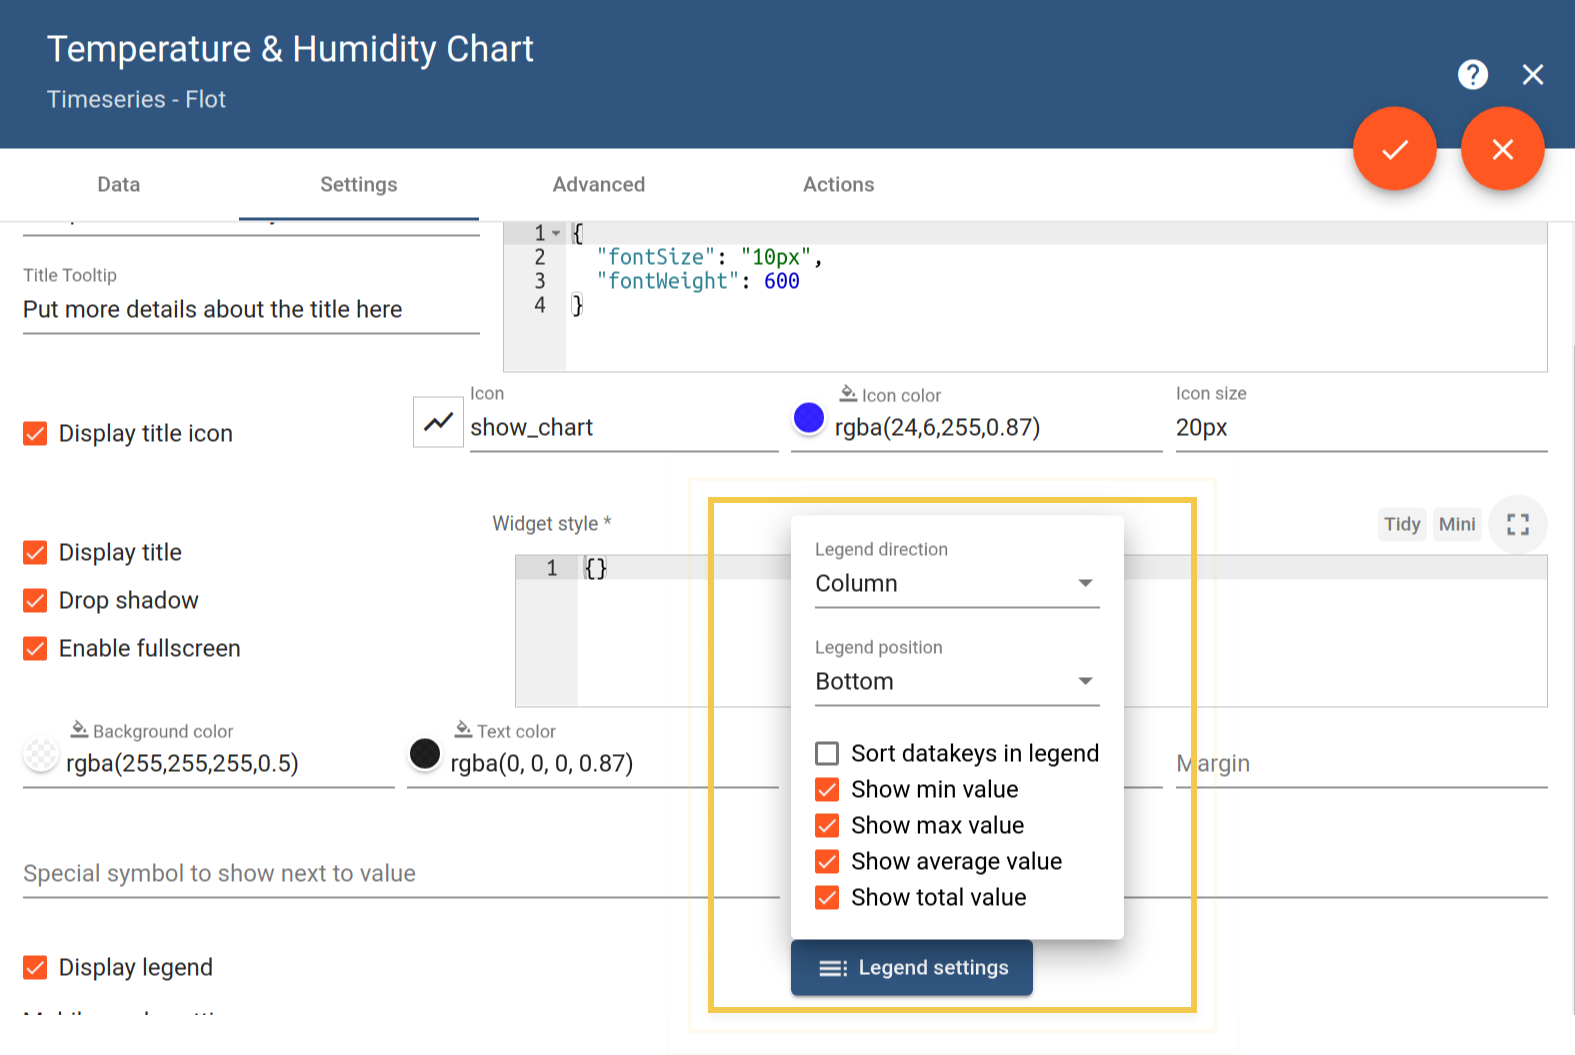 Temperature & Humidity Chart
Timeseries - Flot
?
Data
Settings
Advanced
Actions
Title Tooltip
Put more details about the title here
1 {
2 "fontSize": "10px",
3 "fontWeight": 600
4 }
Display title icon
Icon
show_chart
Icon color
rgba(24,6,255,0.87)
Icon size
20px
Display title
Drop shadow
Enable fullscreen
Widget style *
Tidy
Mini
1 {}
Legend direction
Column
Legend position
Bottom
Sort datakeys in legend
Show min value
Show max value
Show average value
Show total value
Background color
rgba(255,255,255,0.5)
Text color
rgba(0, 0, 0, 0.87)
Margin
Special symbol to show next to value
Display legend
Legend settings